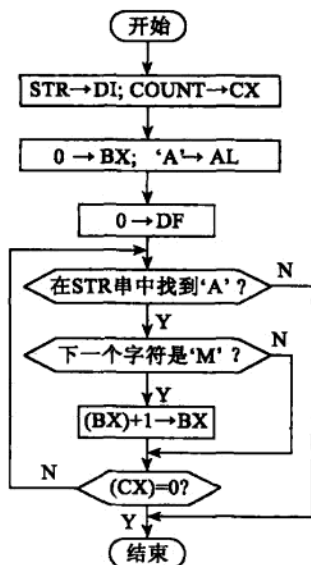 开始
STR→DI; COUNT→CX
0→BX; ‘A’→AL
0→DF
在STR串中找到‘A’?
N
Y
下一个字符是‘M’?
N
Y
(BX)+1→BX
N
(CX)=0?
Y
结束